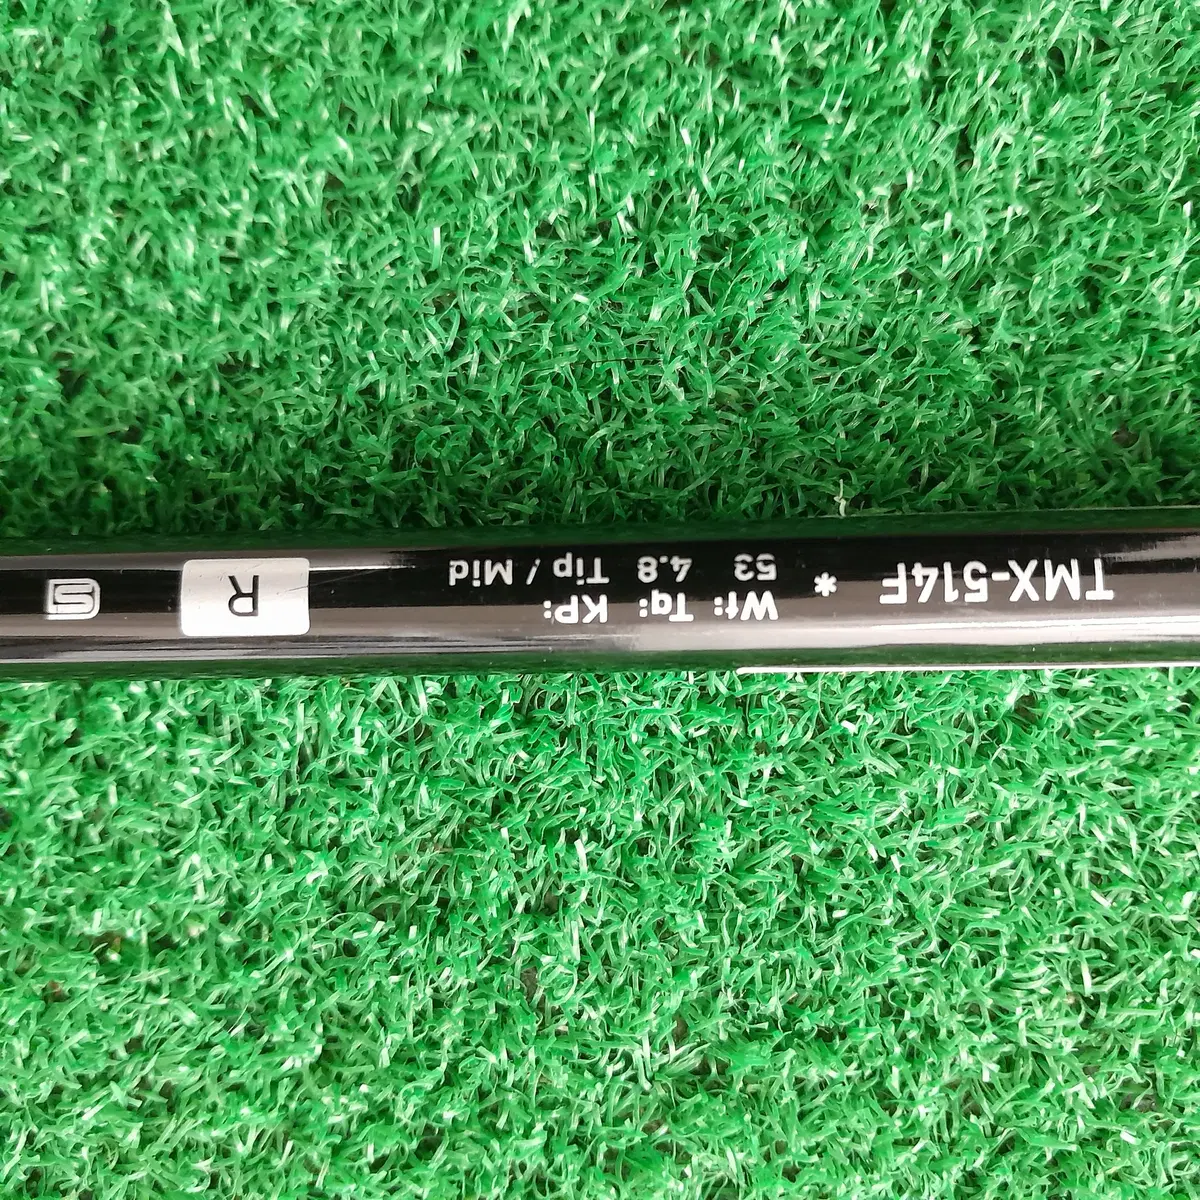 TMX-514F *
Wt: Tq: KP:
53 4.8 Tip / Mid
R
S